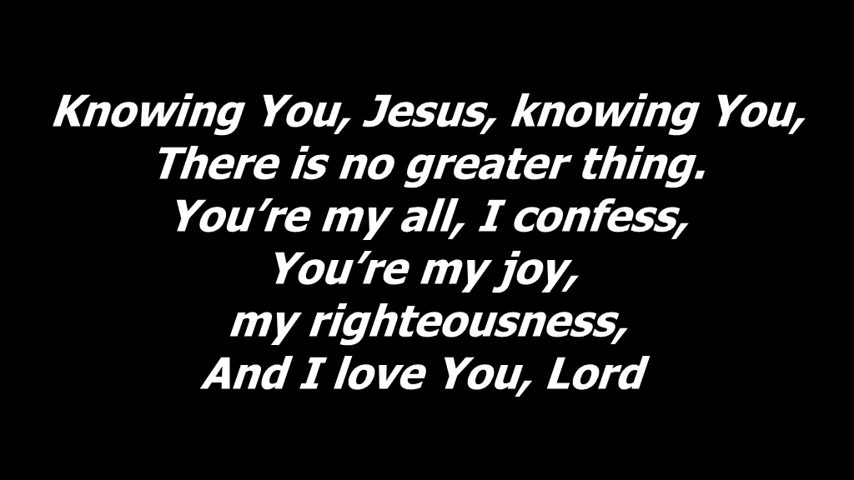 Knowing You, Jesus, knowing You,
There is no greater thing.
You’re my all, I confess,
You’re my joy,
my righteousness,
And I love You, Lord